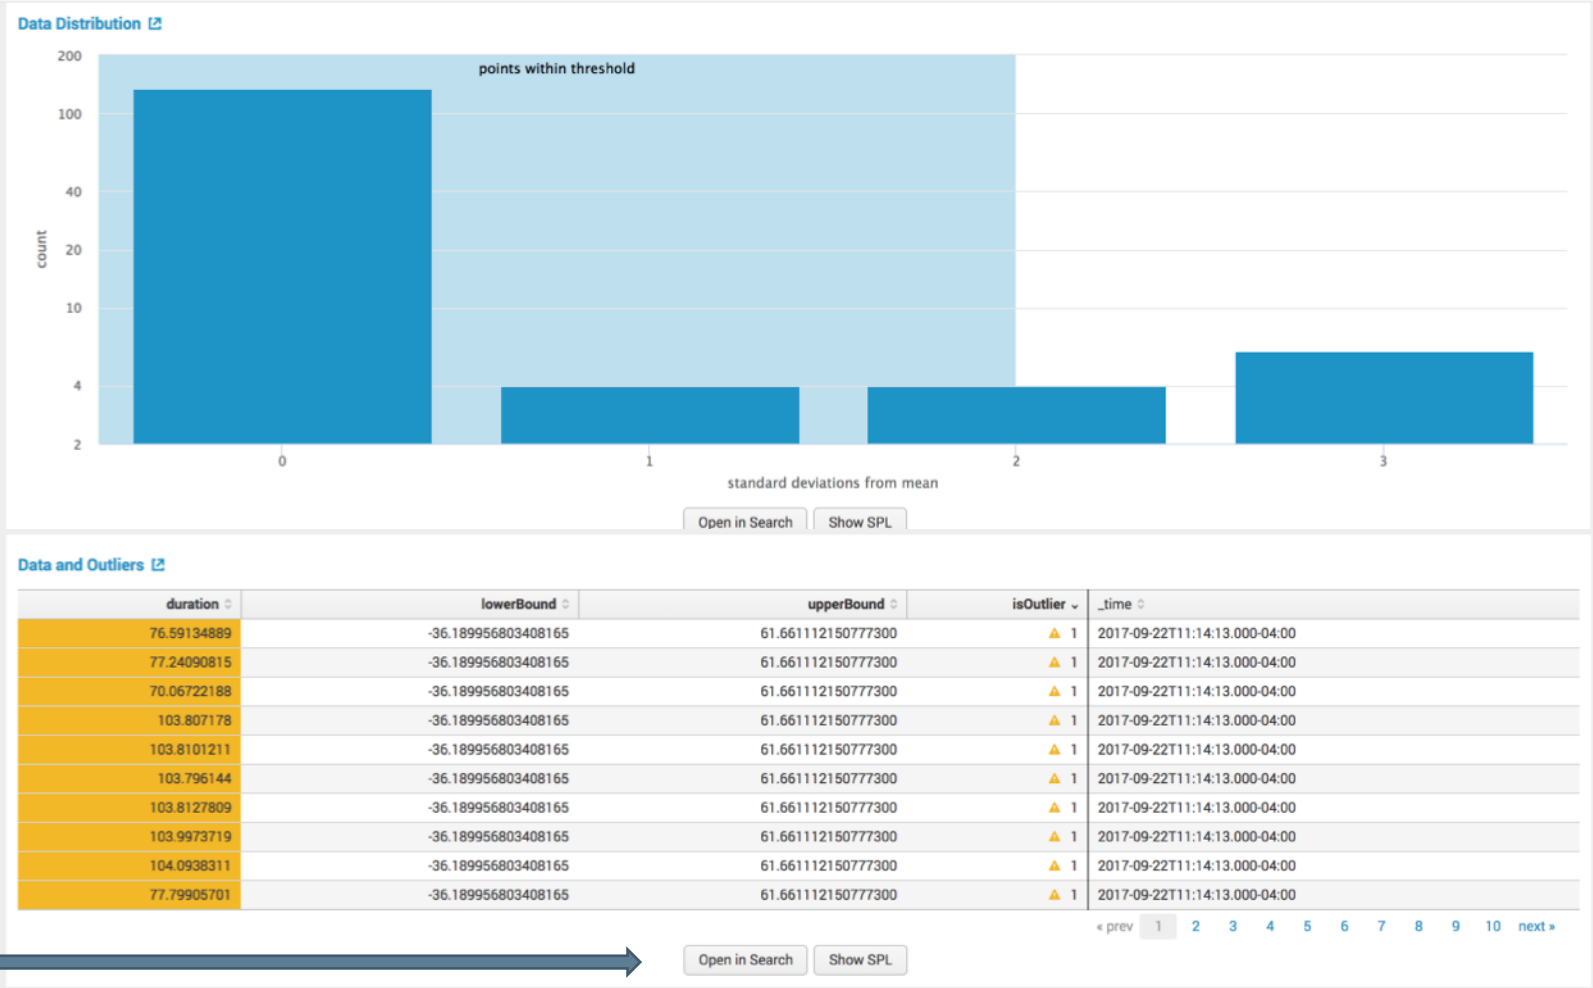 Data Distribution
200
points within threshold
100
40
count
20
10
4
2
0 1 2 3
standard deviations from mean
Open in Search Show SPL
Data and Outliers
duration lowerBound upperBound isOutlier _time
76.59134889 -36.189956803408165 61.661112150777300 1 2017-09-22T11:14:13.000-04:00
77.24090815 -36.189956803408165 61.661112150777300 1 2017-09-22T11:14:13.000-04:00
70.06722188 -36.189956803408165 61.661112150777300 1 2017-09-22T11:14:13.000-04:00
103.807178 -36.189956803408165 61.661112150777300 1 2017-09-22T11:14:13.000-04:00
103.8101211 -36.189956803408165 61.661112150777300 1 2017-09-22T11:14:13.000-04:00
103.796144 -36.189956803408165 61.661112150777300 1 2017-09-22T11:14:13.000-04:00
103.8127809 -36.189956803408165 61.661112150777300 1 2017-09-22T11:14:13.000-04:00
103.9973719 -36.189956803408165 61.661112150777300 1 2017-09-22T11:14:13.000-04:00
104.0938311 -36.189956803408165 61.661112150777300 1 2017-09-22T11:14:13.000-04:00
77.79905701 -36.189956803408165 61.661112150777300 1 2017-09-22T11:14:13.000-04:00
« prev 1 2 3 4 5 6 7 8 9 10 next »
Open in Search Show SPL